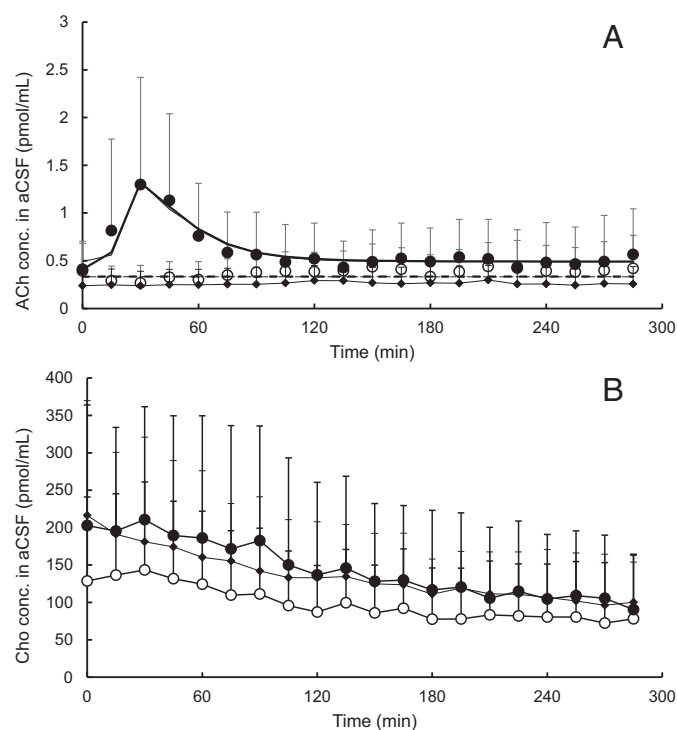 A
3
2.5
2
1.5
1
0.5
0
ACh conc. in aCSF (pmol/mL)
0 60 120 180 240 300
Time (min)
B
400
350
300
250
200
150
100
50
0
Cho conc. in aCSF (pmol/mL)
0 60 120 180 240 300
Time (min)